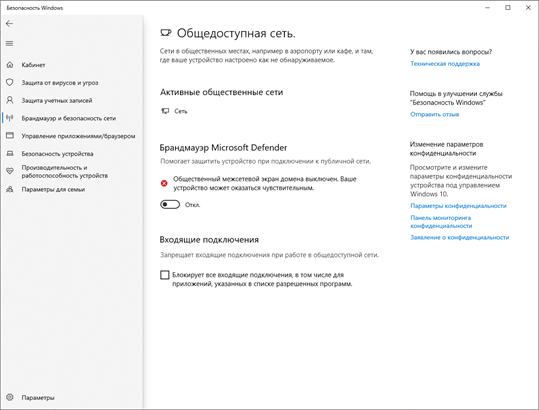 Безопасность Windows
Общедоступная сеть.
Сети в общественных местах, например в аэропорту или кафе, и там,
где ваше устройство настроено как не обнаруживаемое.
Активные общественные сети
Сеть
Брандмауэр Microsoft Defender
Помогает защитить устройство при подключении к публичной сети.
Общественный межсетевой экран домена выключен. Ваше
устройство может оказаться чувствительным.
Откл.
Входящие подключения
Запрещает входящие подключения при работе в общедоступной сети.
Блокирует все входящие подключения, в том числе для
приложений, указанных в списке разрешенных программ.
Кабинет
Защита от вирусов и угроз
Защита учетных записей
Брандмауэр и безопасность сети
Управление приложениями/браузером
Безопасность устройства
Производительность и
работоспособность устройств
Параметры для семьи
Параметры
У вас появились вопросы?
Техническая поддержка
Помощь в улучшении службы
"Безопасность Windows"
Отправить отзыв
Изменение параметров
конфиденциальности
Просмотрите и измените
параметры конфиденциальности
устройства под управлением
Windows 10.
Параметры конфиденциальности
Панель мониторинга
конфиденциальности
Заявление о конфиденциальности